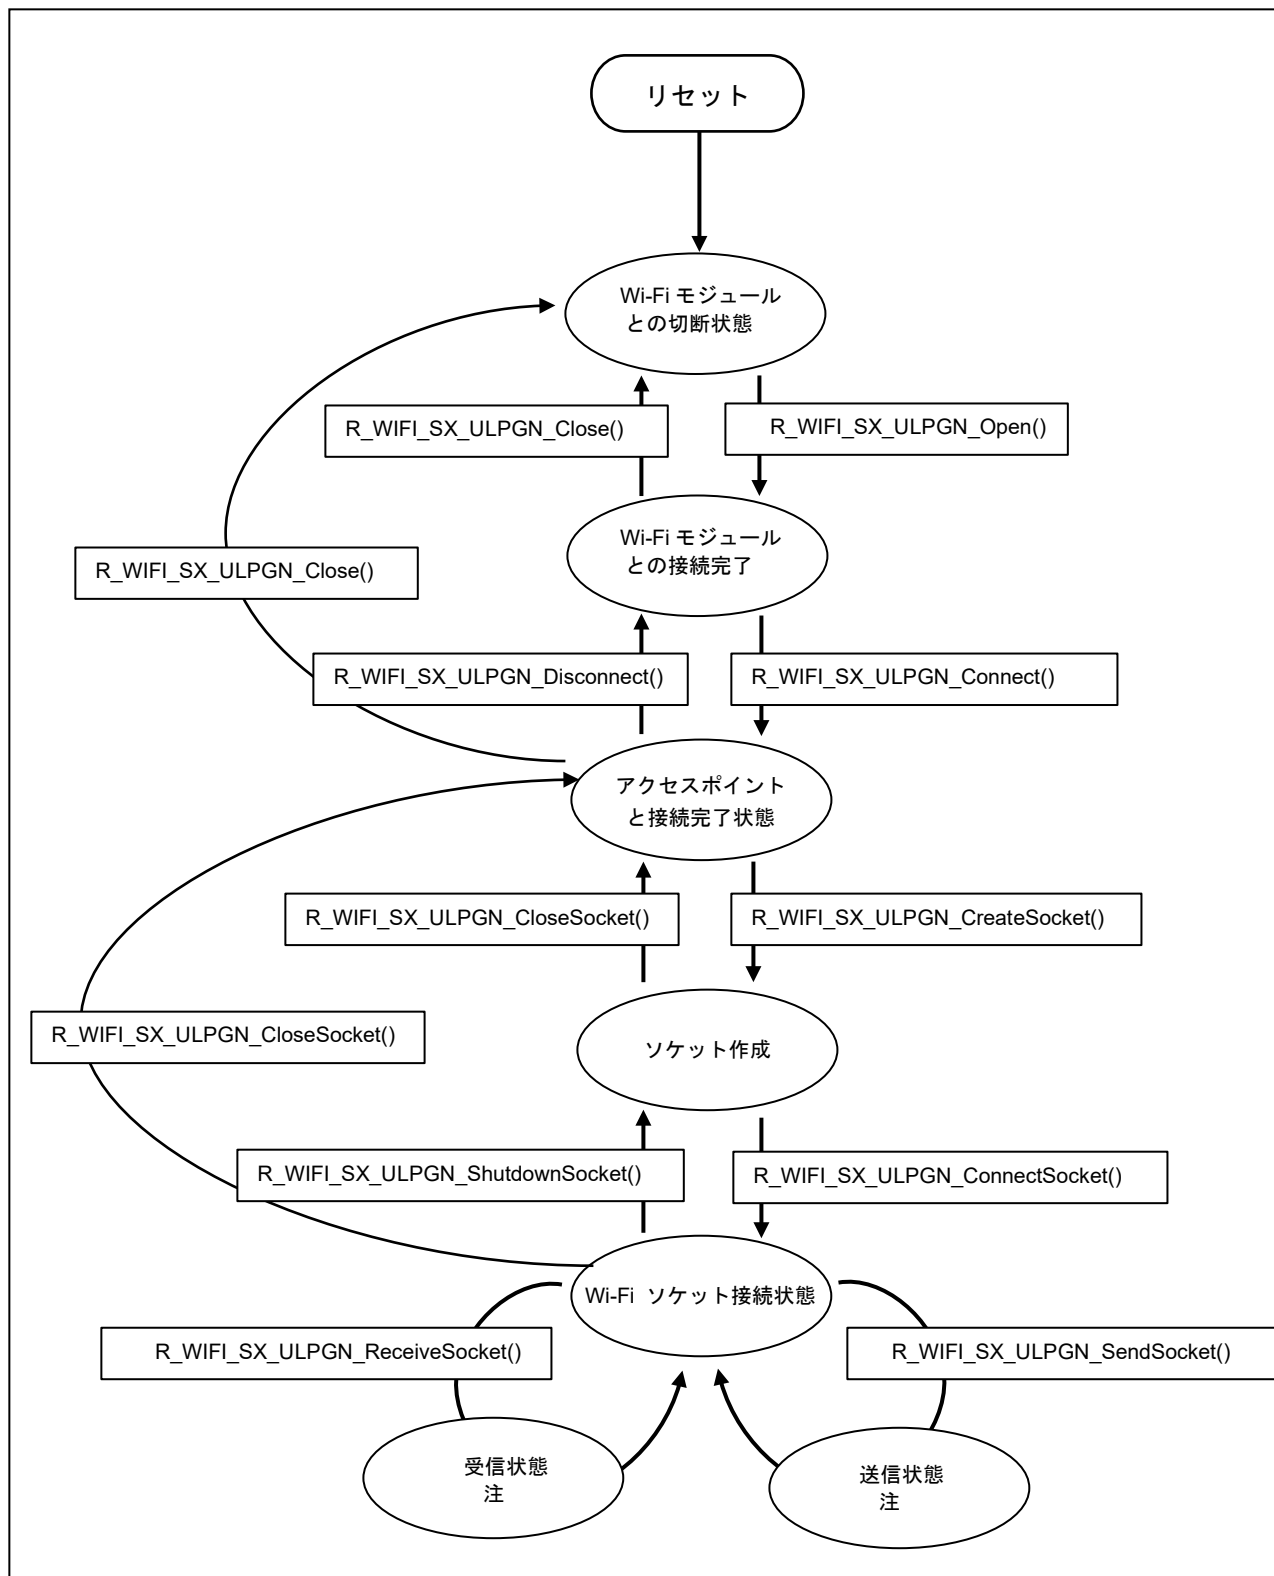 リセット
Wi-Fi モジュール
との切断状態
R_WIFI_SX_ULPGN_Close()
R_WIFI_SX_ULPGN_Open()
Wi-Fi モジュール
との接続完了
R_WIFI_SX_ULPGN_Close()
R_WIFI_SX_ULPGN_Disconnect()
R_WIFI_SX_ULPGN_Connect()
アクセスポイント
と接続完了状態
R_WIFI_SX_ULPGN_CloseSocket()
R_WIFI_SX_ULPGN_CreateSocket()
R_WIFI_SX_ULPGN_CloseSocket()
ソケット作成
R_WIFI_SX_ULPGN_ShutdownSocket()
R_WIFI_SX_ULPGN_ConnectSocket()
Wi-Fi ソケット接続状態
R_WIFI_SX_ULPGN_ReceiveSocket()
R_WIFI_SX_ULPGN_SendSocket()
受信状態
注
送信状態
注